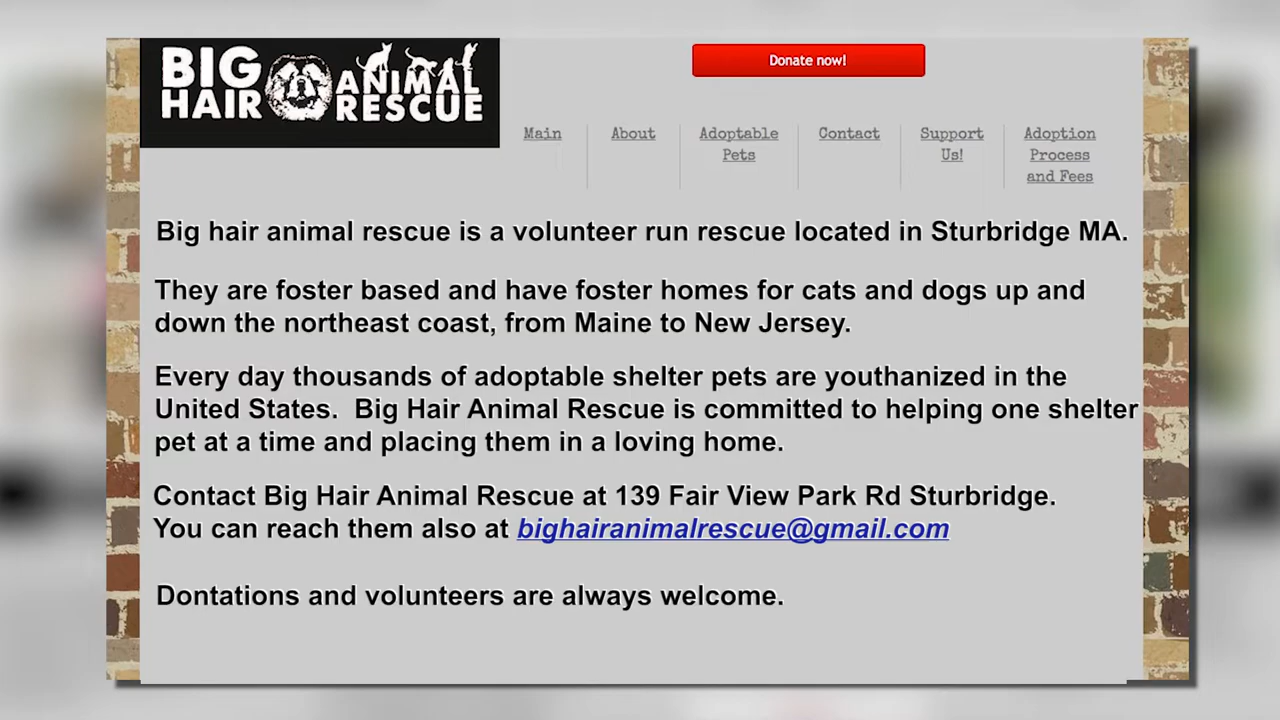 BIG HAIR
ANIMAL RESCUE
Donate now!
Main
About
Adoptable
Pets
Contact
Support
Us!
Adoption
Process
and Fees
Big hair animal rescue is a volunteer run rescue located in Sturbridge MA.
They are foster based and have foster homes for cats and dogs up and
down the northeast coast, from Maine to New Jersey.
Every day thousands of adoptable shelter pets are youthanized in the
United States.  Big Hair Animal Rescue is committed to helping one shelter
pet at a time and placing them in a loving home.
Contact Big Hair Animal Rescue at 139 Fair View Park Rd Sturbridge.
You can reach them also at bighairanimalrescue@gmail.com
Dontations and volunteers are always welcome.